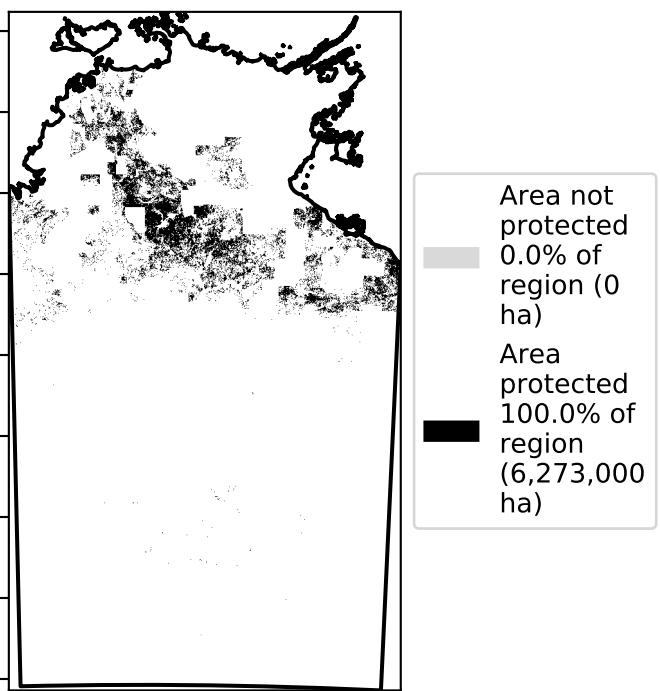 Area not
protected
0.0% of
region (0
ha)
Area
protected
100.0% of
region
(6,273,000
ha)